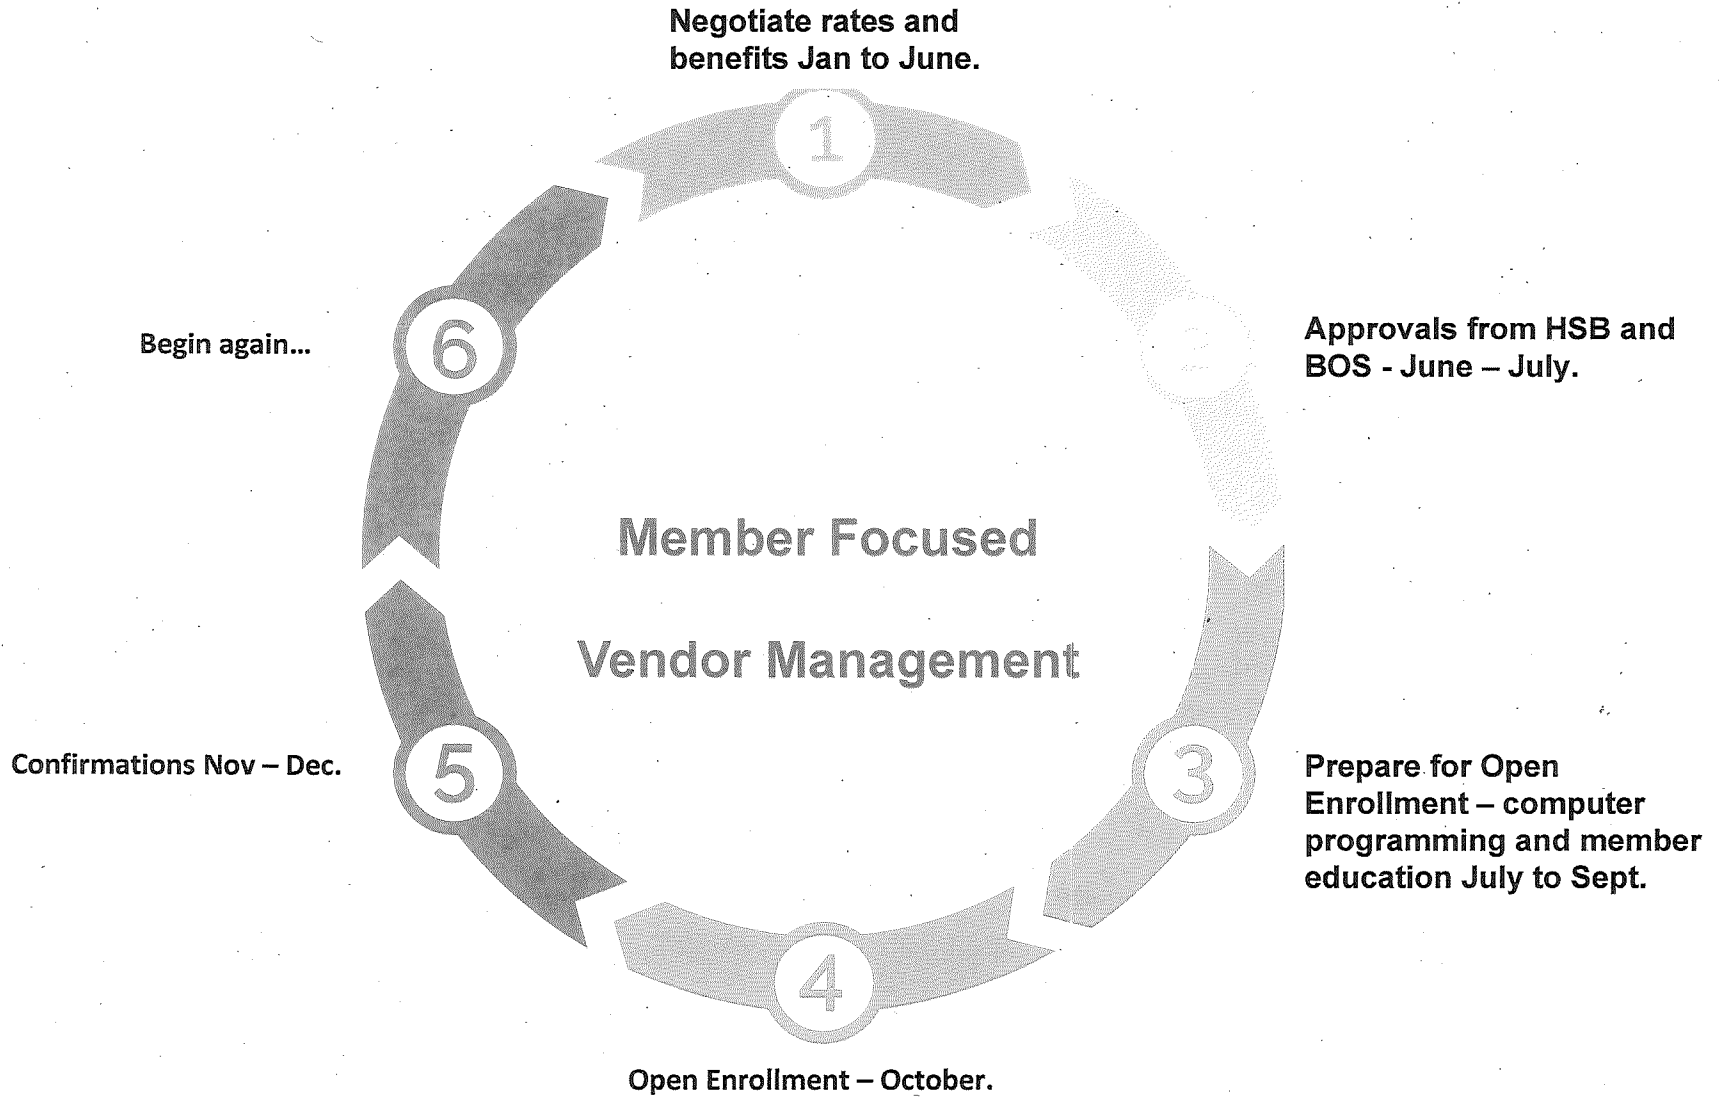 Negotiate rates and
benefits Jan to June.
1
2
Approvals from HSB and
BOS - June – July.
3
Prepare for Open
Enrollment – computer
programming and member
education July to Sept.
4
Open Enrollment – October.
5
Confirmations Nov – Dec.
6
Begin again...
Member Focused
Vendor Management